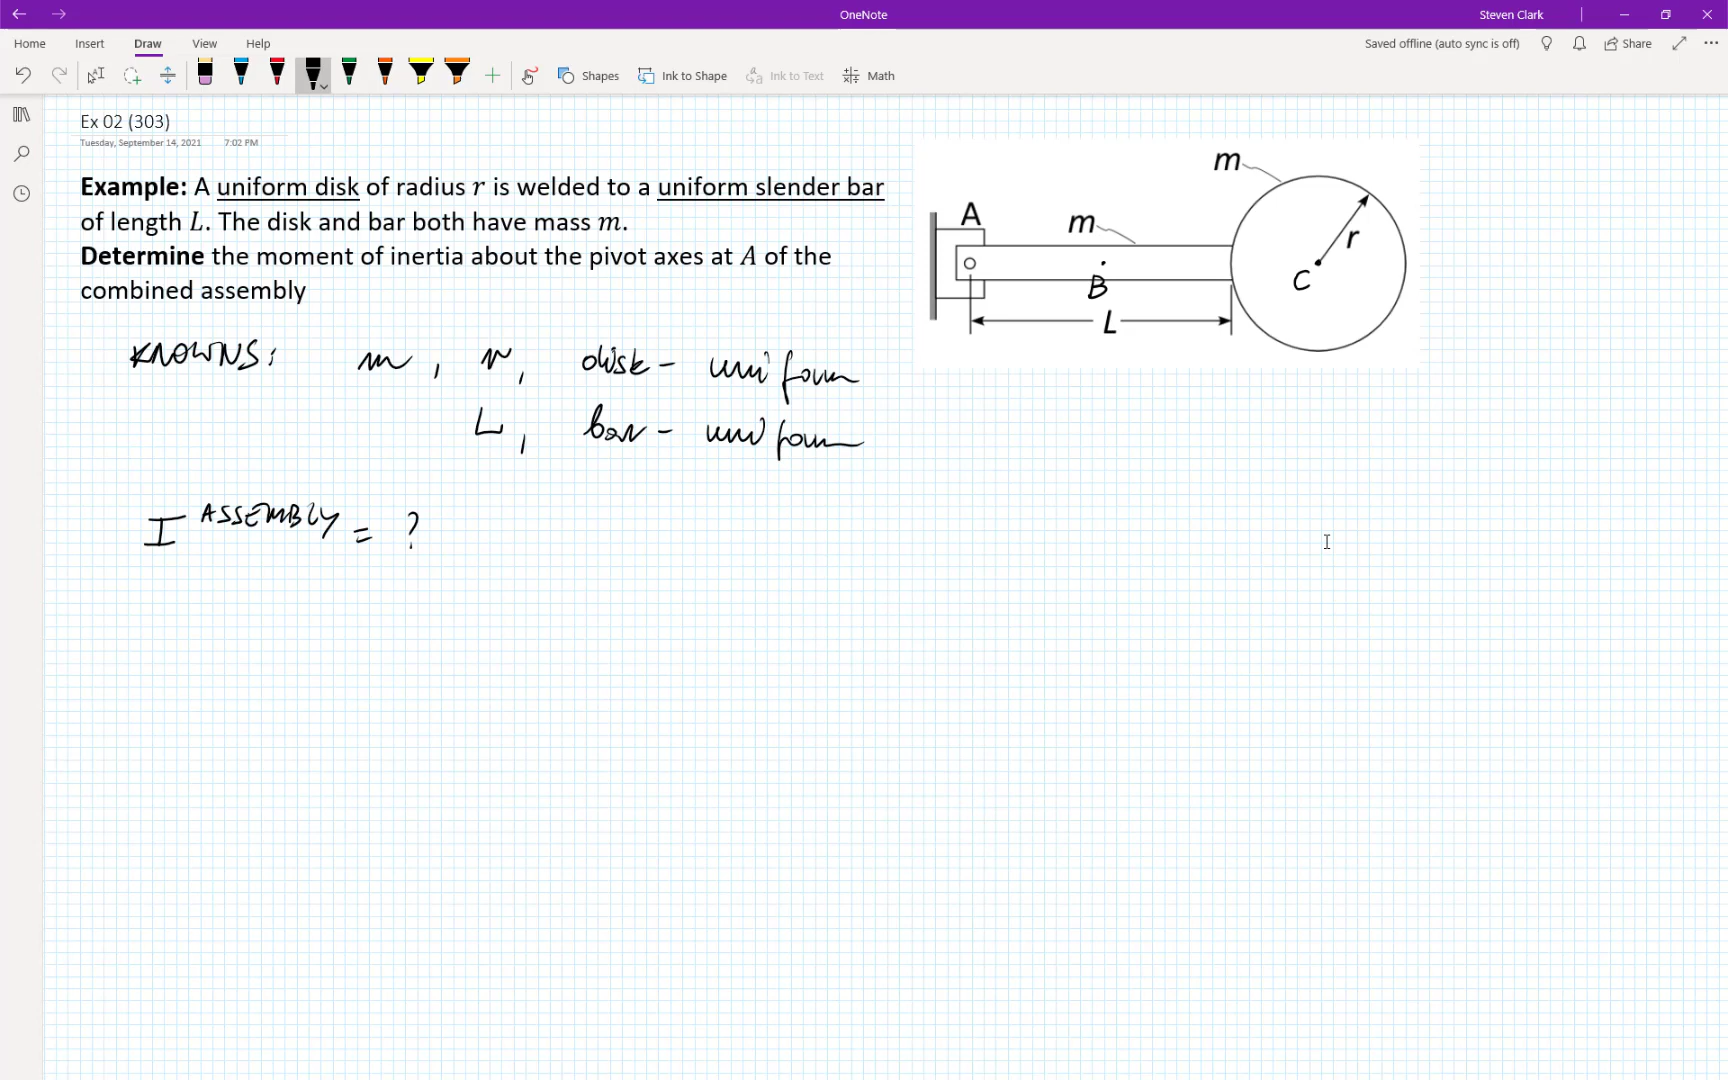 OneNote
Steven Clark
Home Insert Draw View Help
Saved offline (auto sync is off) Share
Shapes Ink to Shape Ink to Text Math
Ex 02 (303)
Tuesday, September 14, 2021 7:02 PM
Example: A uniform disk of radius r is welded to a uniform slender bar
of length L. The disk and bar both have mass m.
Determine the moment of inertia about the pivot axes at A of the
combined assembly
m
A
m
r
B
C
L
KNOWNS: m, r, disk - uniform
L, bar - uniform
I ASSEMBLY = ?